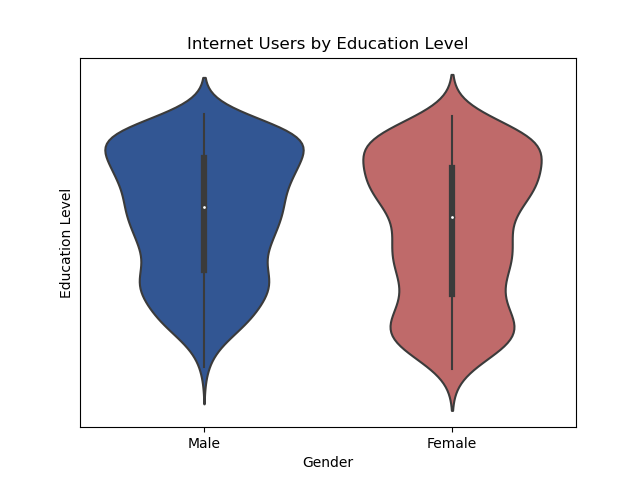 Internet Users by Education Level
Education Level
Male
Female
Gender